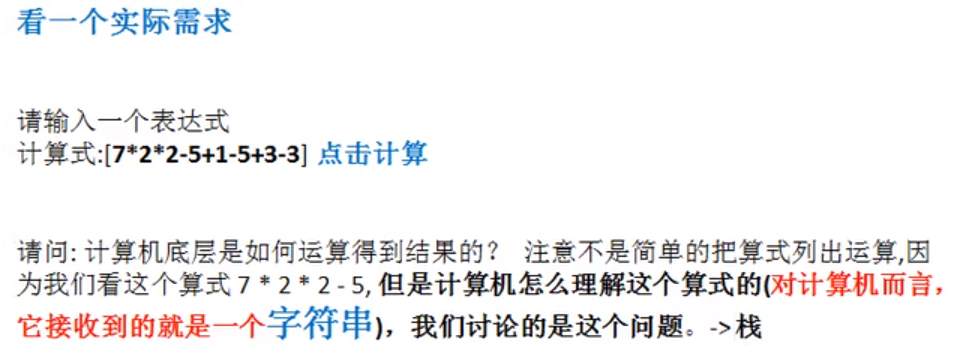 看一个实际需求
请输入一个表达式
计算式:[7*2*2-5+1-5+3-3] 点击计算
请问: 计算机底层是如何运算得到结果的？ 注意不是简单的把算式列出运算,因
为我们看这个算式 7 * 2 * 2 - 5, 但是计算机怎么理解这个算式的(对计算机而言，
它接收到的就是一个字符串)，我们讨论的是这个问题。-> 栈